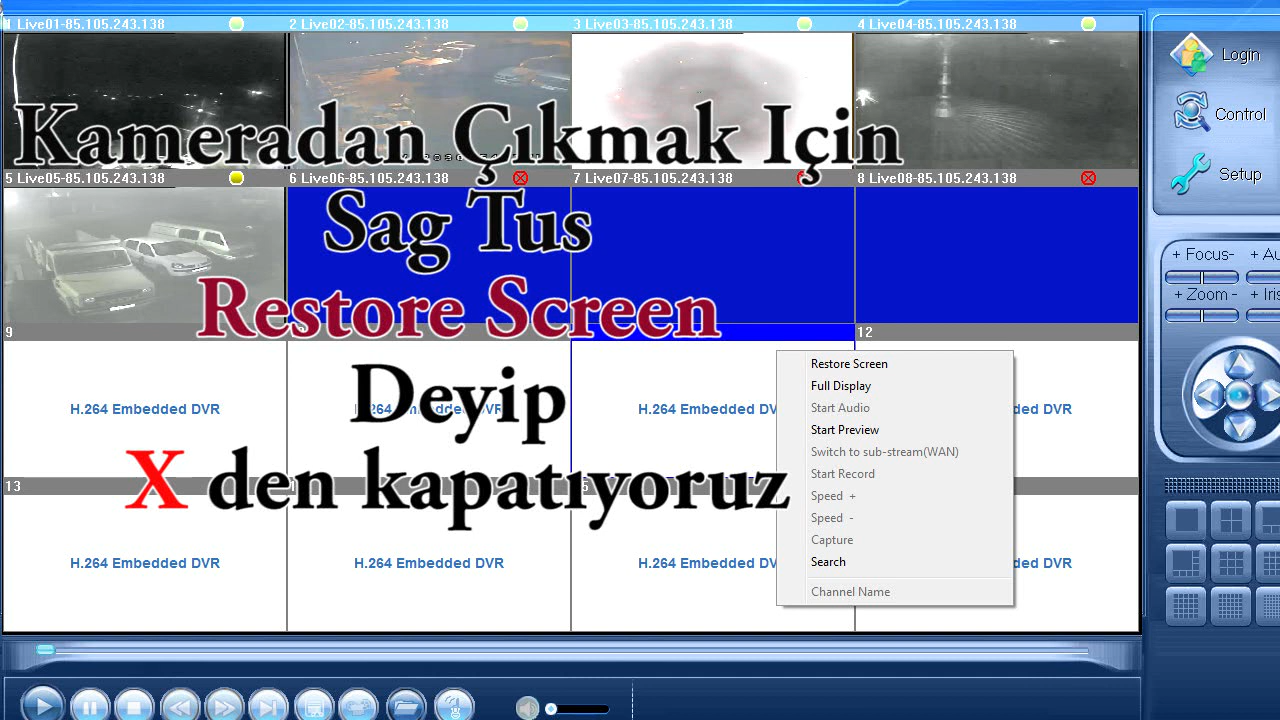 1 Live01-85.105.243.138
2 Live02-85.105.243.138
3 Live03-85.105.243.138
4 Live04-85.105.243.138
Login
Control
Setup
Kameradan Çıkmak Için
5 Live05-85.105.243.138
6 Live06-85.105.243.138
7 Live07-85.105.243.138
8 Live08-85.105.243.138
Sag Tus
+ Focus-
+ Zoom -
Restore Screen
9
12
Deyip
H.264 Embedded DVR
H.264 Embedded DVR
X den kapatıyoruz
13
H.264 Embedded DVR
H.264 Embedded DVR
Restore Screen
Full Display
Start Audio
Start Preview
Switch to sub-stream(WAN)
Start Record
Speed +
Speed -
Capture
Search
Channel Name